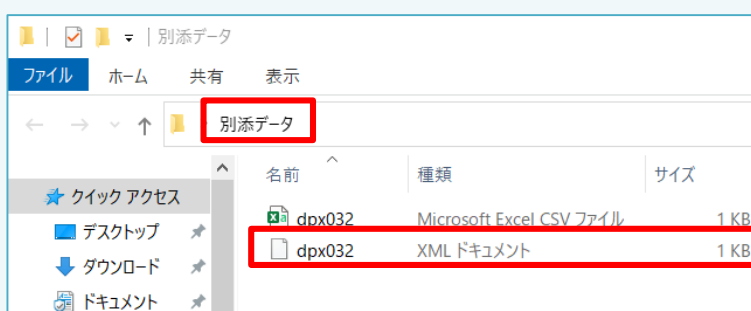 別添データ
ファイル ホーム 共有 表示
別添データ
名前 種類 サイズ
クイック アクセス
dpx032 Microsoft Excel CSV ファイル 1 KB
デスクトップ
dpx032 XML ドキュメント 1 KB
ダウンロード
ドキュメント